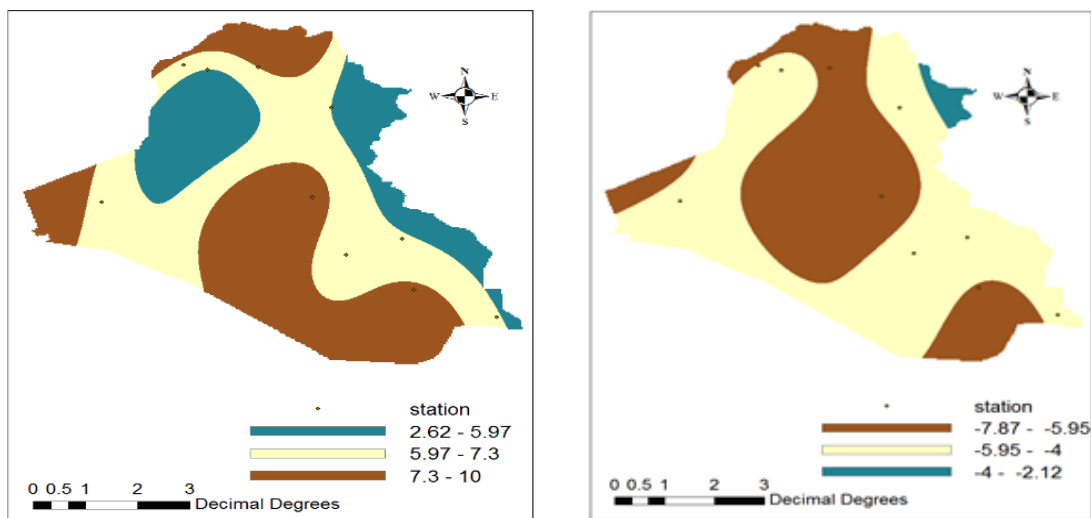 N
W E
S
station
2.62 - 5.97
5.97 - 7.3
7.3 - 10
0 0.5 1 2 3
Decimal Degrees
N
W E
S
station
-7.87 - -5.95
-5.95 - -4
-4 - -2.12
0 0.5 1 2 3
Decimal Degrees